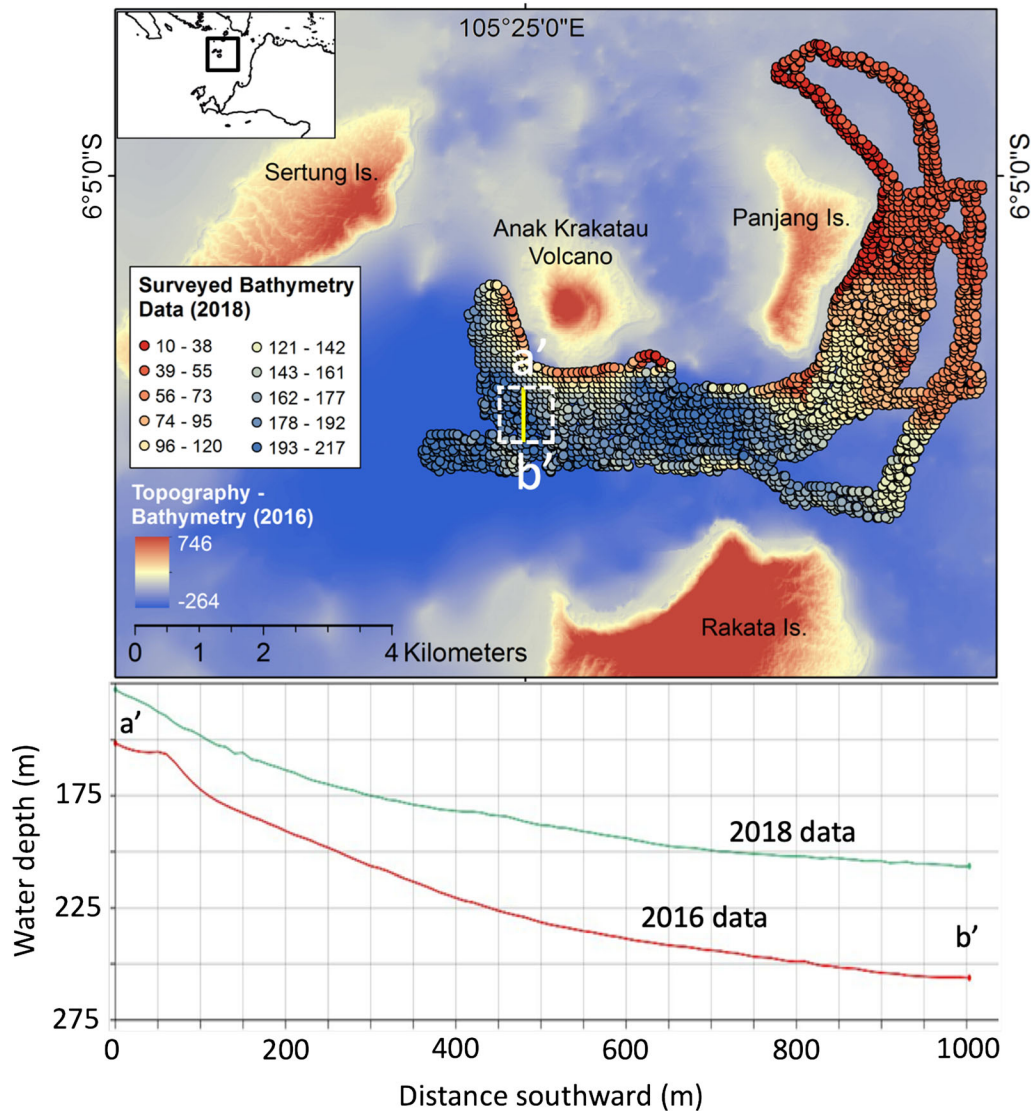 105°25'0"E
6°5'0"S
6°5'0"S
Sertung Is.
Anak Krakatau
Volcano
Panjang Is.
Surveyed Bathymetry
Data (2018)
10 - 38
39 - 55
56 - 73
74 - 95
96 - 120
121 - 142
143 - 161
162 - 177
178 - 192
193 - 217
a’
b’
Topography -
Bathymetry (2016)
746
-264
0 1 2 4 Kilometers
Rakata Is.
a’
175
2018 data
225
2016 data
b’
275
0 200 400 600 800 1000
Water depth (m)
Distance southward (m)